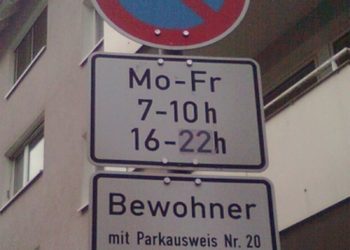 Mo-Fr
7-10h
16-22h
Bewohner
mit Parkausweis Nr. 20